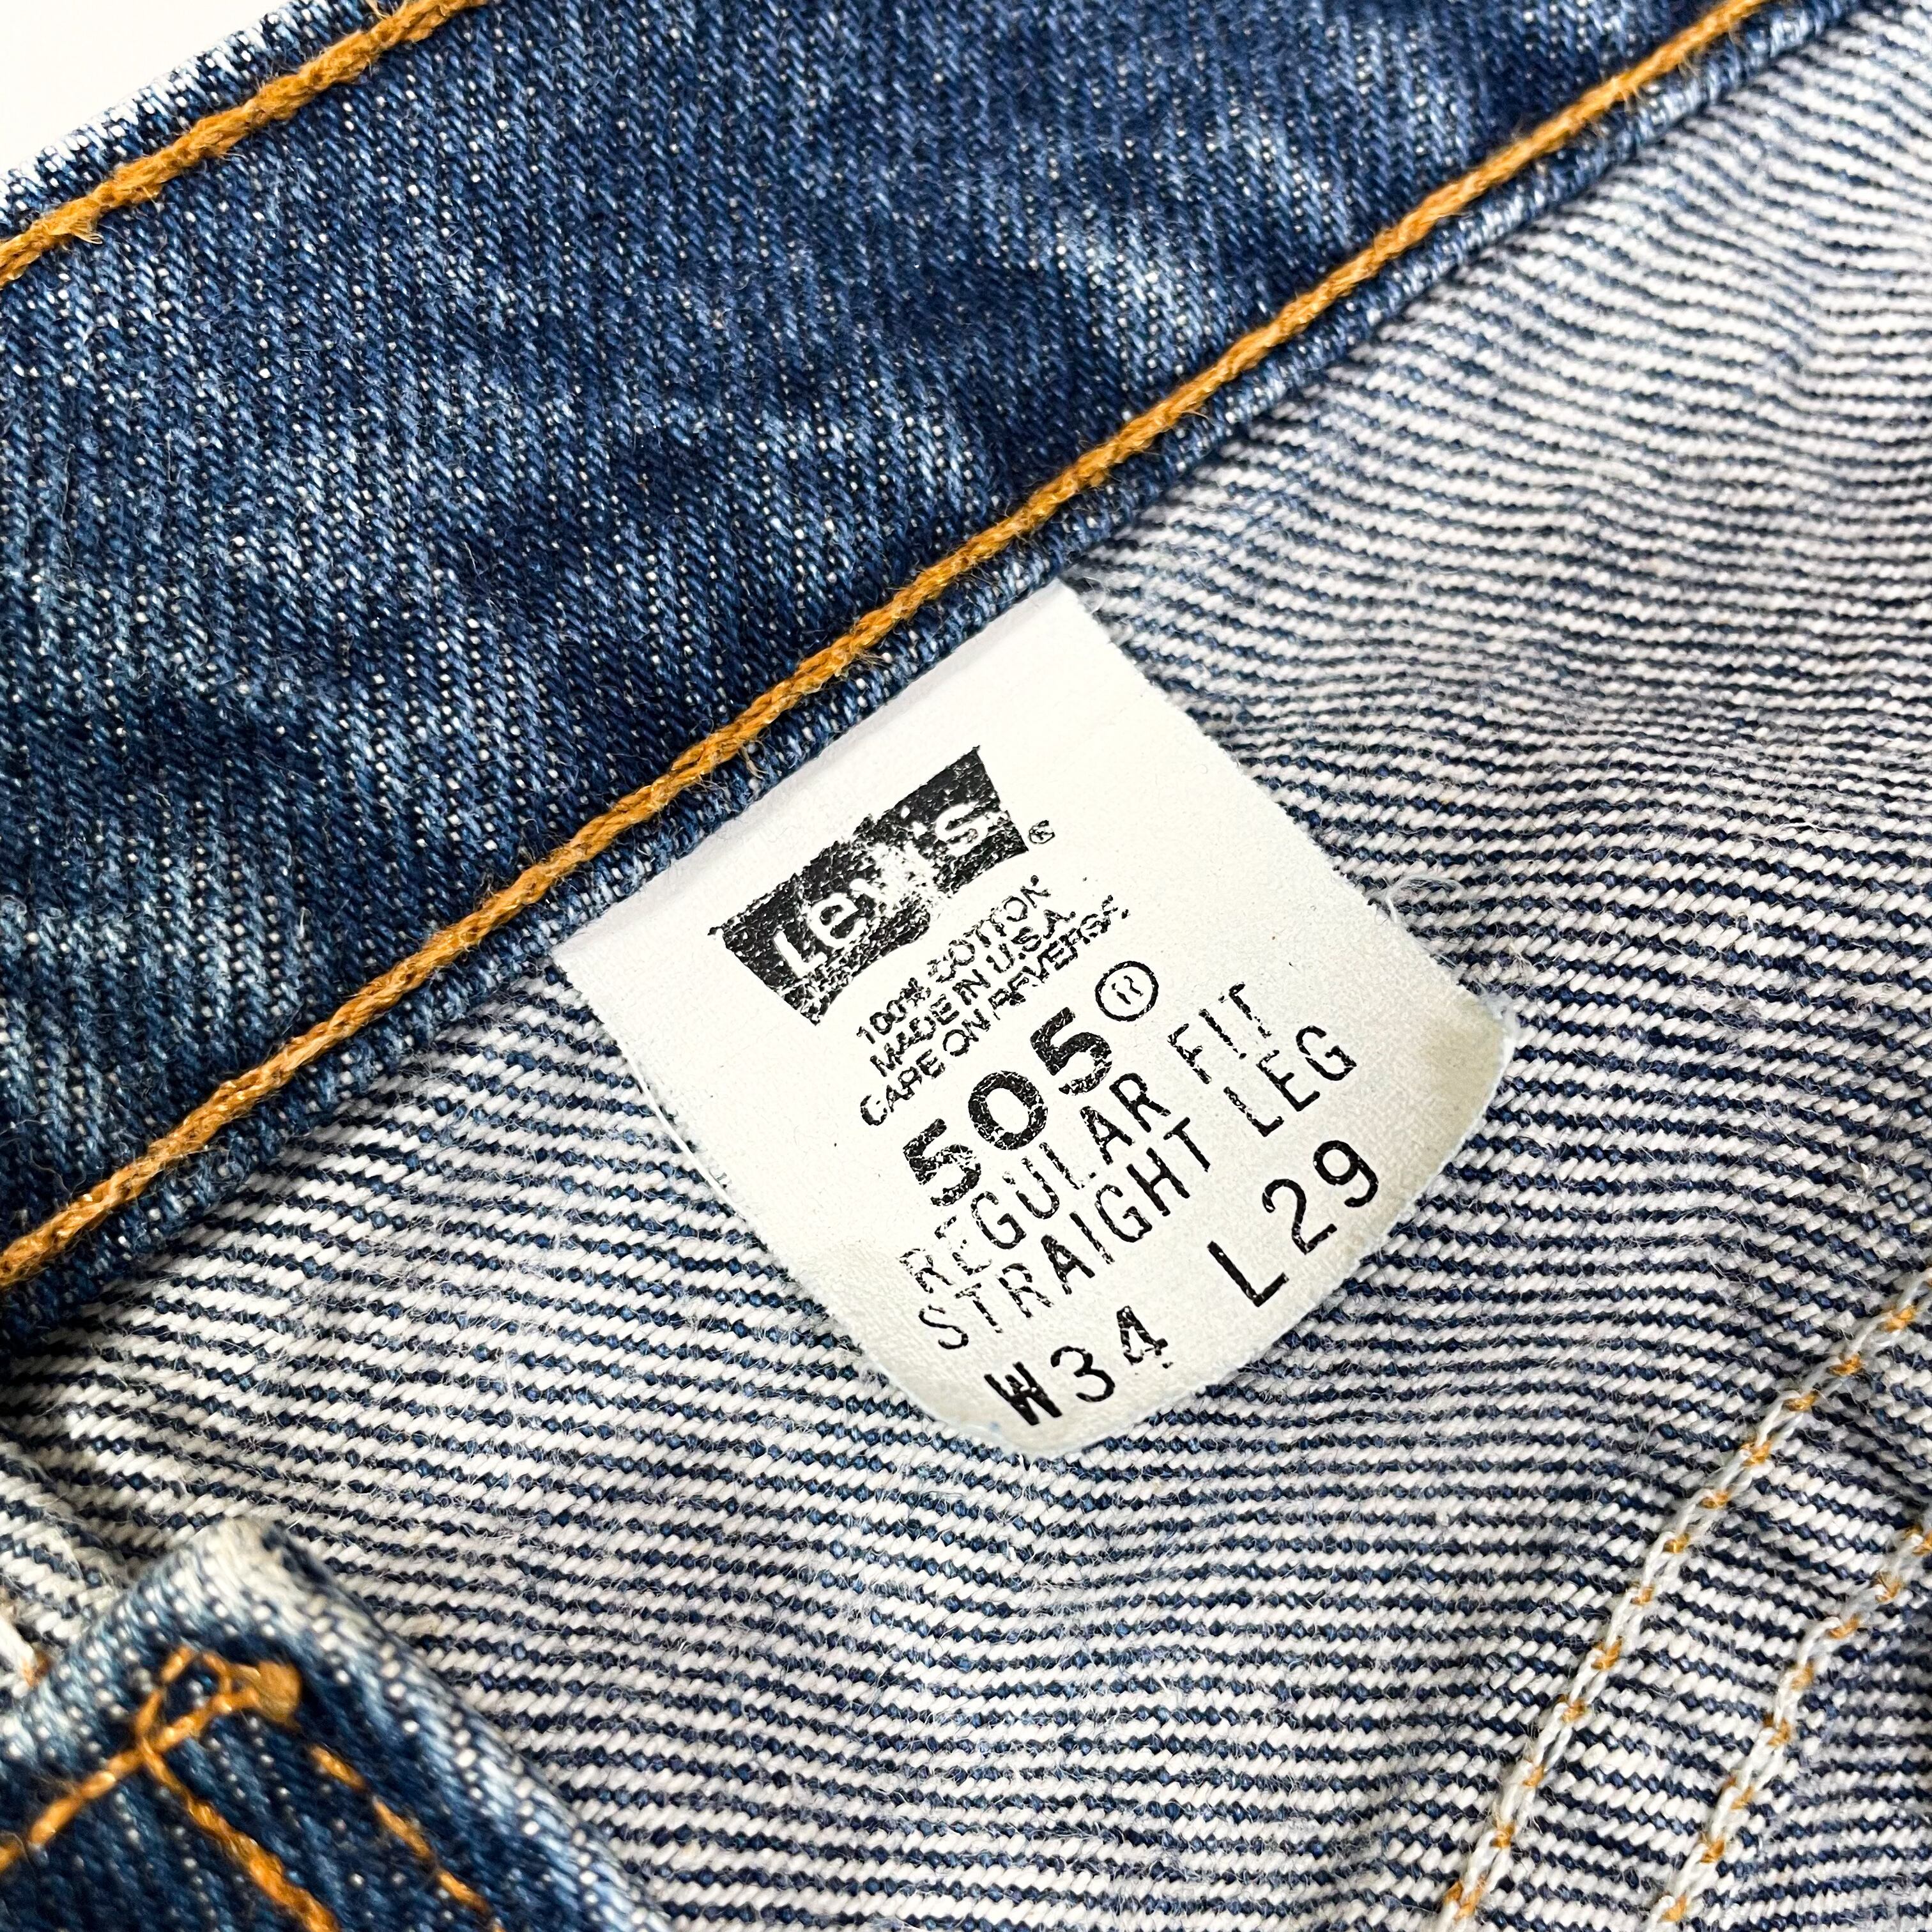 Levi's ®
100% COTTON
MADE IN U.S.A.
CARE ON REVERSE
505®
REGULAR FIT
STRAIGHT LEG
W34 L29